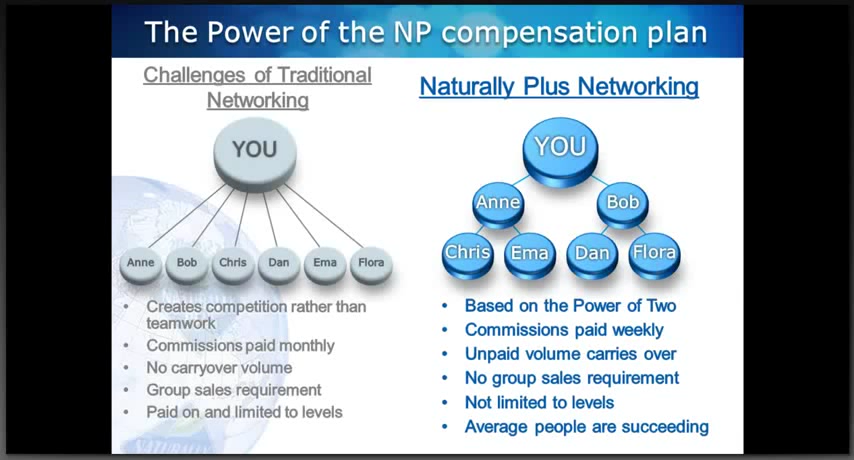 The Power of the NP compensation plan
Challenges of Traditional
Networking
YOU
Anne
Bob
Chris
Dan
Ema
Flora
• Creates competition rather than
teamwork
• Commissions paid monthly
• No carryover volume
• Group sales requirement
• Paid on and limited to levels
Naturally Plus Networking
YOU
Anne
Bob
Chris
Ema
Dan
Flora
• Based on the Power of Two
• Commissions paid weekly
• Unpaid volume carries over
• No group sales requirement
• Not limited to levels
• Average people are succeeding